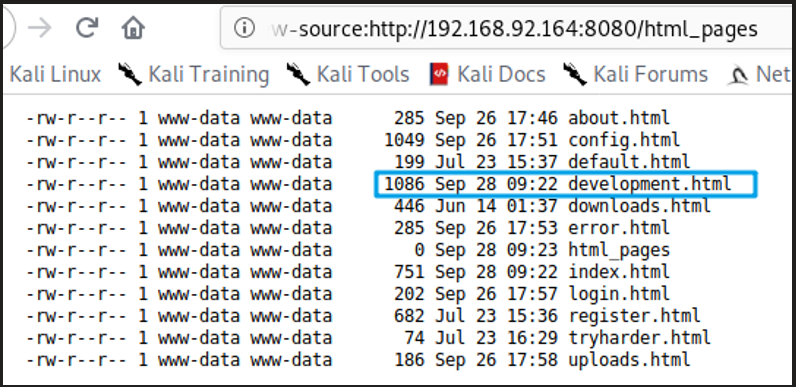 w-source:http://192.168.92.164:8080/html_pages
Kali Linux Kali Training Kali Tools Kali Docs Kali Forums Net
-rw-r--r-- 1 www-data www-data 285 Sep 26 17:46 about.html
-rw-r--r-- 1 www-data www-data 1049 Sep 26 17:51 config.html
-rw-r--r-- 1 www-data www-data 199 Jul 23 15:37 default.html
-rw-r--r-- 1 www-data www-data 1086 Sep 28 09:22 development.html
-rw-r--r-- 1 www-data www-data 446 Jun 14 01:37 downloads.html
-rw-r--r-- 1 www-data www-data 285 Sep 26 17:53 error.html
-rw-r--r-- 1 www-data www-data 0 Sep 28 09:23 html_pages
-rw-r--r-- 1 www-data www-data 751 Sep 28 09:22 index.html
-rw-r--r-- 1 www-data www-data 202 Sep 26 17:57 login.html
-rw-r--r-- 1 www-data www-data 682 Jul 23 15:36 register.html
-rw-r--r-- 1 www-data www-data 74 Jul 23 16:29 tryharder.html
-rw-r--r-- 1 www-data www-data 186 Sep 26 17:58 uploads.html